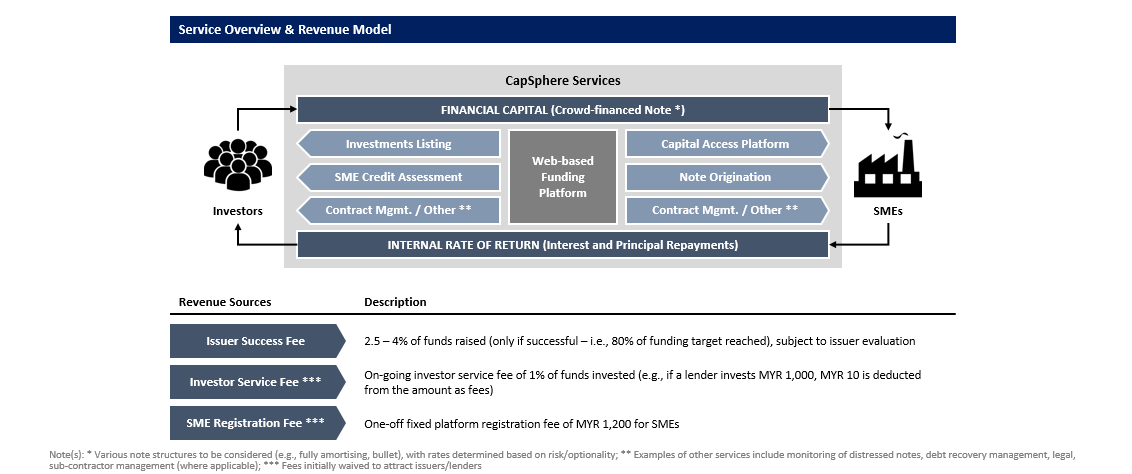 Service Overview & Revenue Model
CapSphere Services
FINANCIAL CAPITAL (Crowd-financed Note *)
Investments Listing
Capital Access Platform
Web-based
Funding
Platform
SME Credit Assessment
Note Origination
Contract Mgmt. / Other **
Contract Mgmt. / Other **
Investors
SMEs
INTERNAL RATE OF RETURN (Interest and Principal Repayments)
Revenue Sources
Description
Issuer Success Fee
2.5 – 4% of funds raised (only if successful – i.e., 80% of funding target reached), subject to issuer evaluation
Investor Service Fee ***
On-going investor service fee of 1% of funds invested (e.g., if a lender invests MYR 1,000, MYR 10 is deducted
from the amount as fees)
SME Registration Fee ***
One-off fixed platform registration fee of MYR 1,200 for SMEs
Note(s): * Various note structures to be considered (e.g., fully amortising, bullet), with rates determined based on risk/optionality; ** Examples of other services include monitoring of distressed notes, debt recovery management, legal,
sub-contractor management (where applicable); *** Fees initially waived to attract issuers/lenders